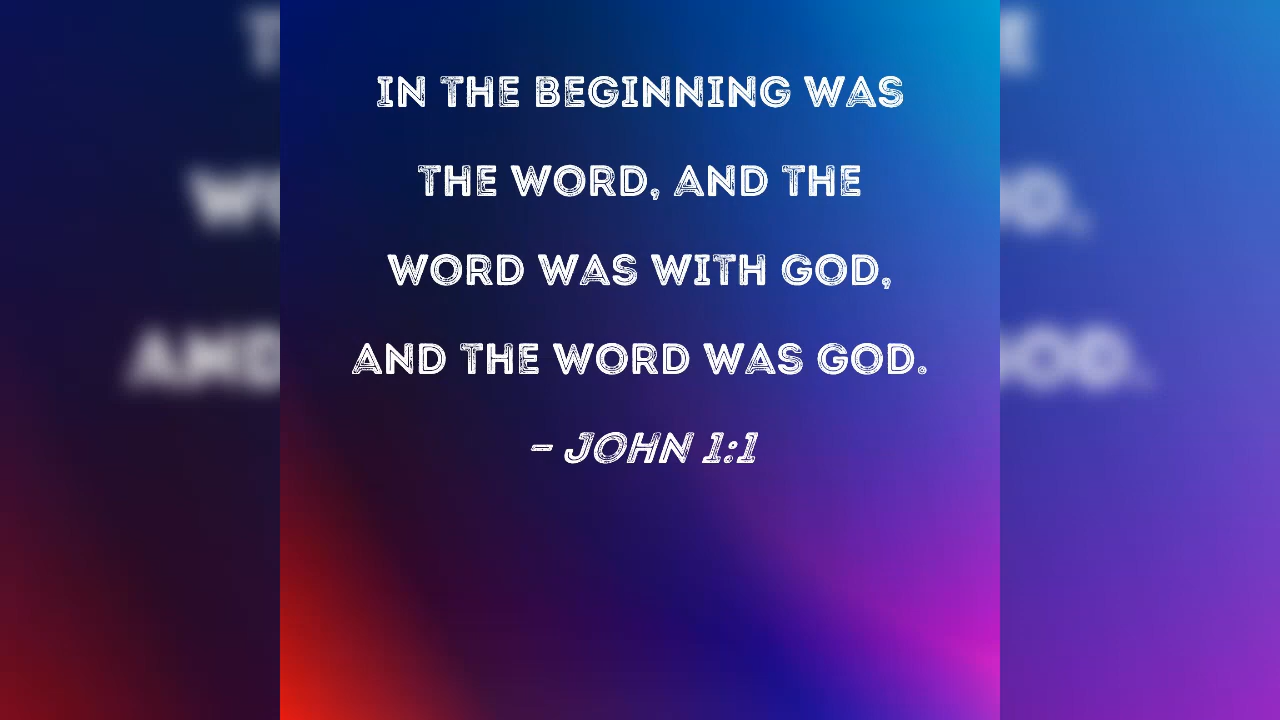 IN THE BEGINNING WAS
THE WORD, AND THE
WORD WAS WITH GOD,
AND THE WORD WAS GOD.
– JOHN 1:1